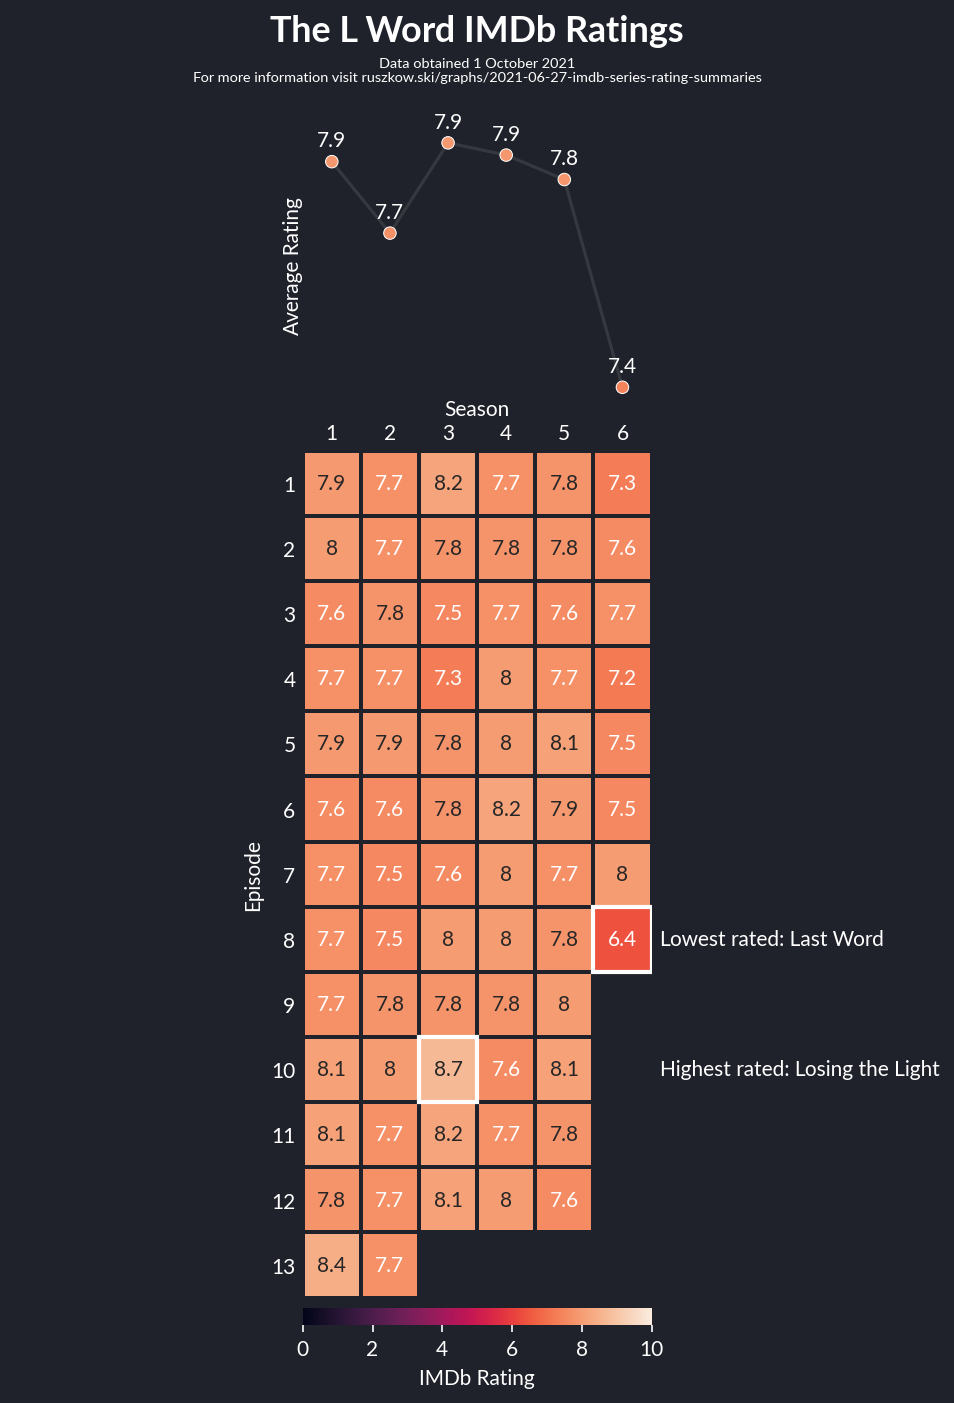 The L Word IMDb Ratings
Data obtained 1 October 2021
For more information visit ruszkow.ski/graphs/2021-06-27-imdb-series-rating-summaries
7.9 7.7 7.9 7.9 7.8 7.4
Average Rating
Season
1 2 3 4 5 6
1 7.9 7.7 8.2 7.7 7.8 7.3
2 8 7.7 7.8 7.8 7.8 7.6
3 7.6 7.8 7.5 7.7 7.6 7.7
4 7.7 7.7 7.3 8 7.7 7.2
5 7.9 7.9 7.8 8 8.1 7.5
6 7.6 7.6 7.8 8.2 7.9 7.5
Episode
7 7.7 7.5 7.6 8 7.7 8
8 7.7 7.5 8 8 7.8 6.4 Lowest rated: Last Word
9 7.7 7.8 7.8 7.8 8
10 8.1 8 8.7 7.6 8.1 Highest rated: Losing the Light
11 8.1 7.7 8.2 7.7 7.8
12 7.8 7.7 8.1 8 7.6
13 8.4 7.7
0 2 4 6 8 10
IMDb Rating